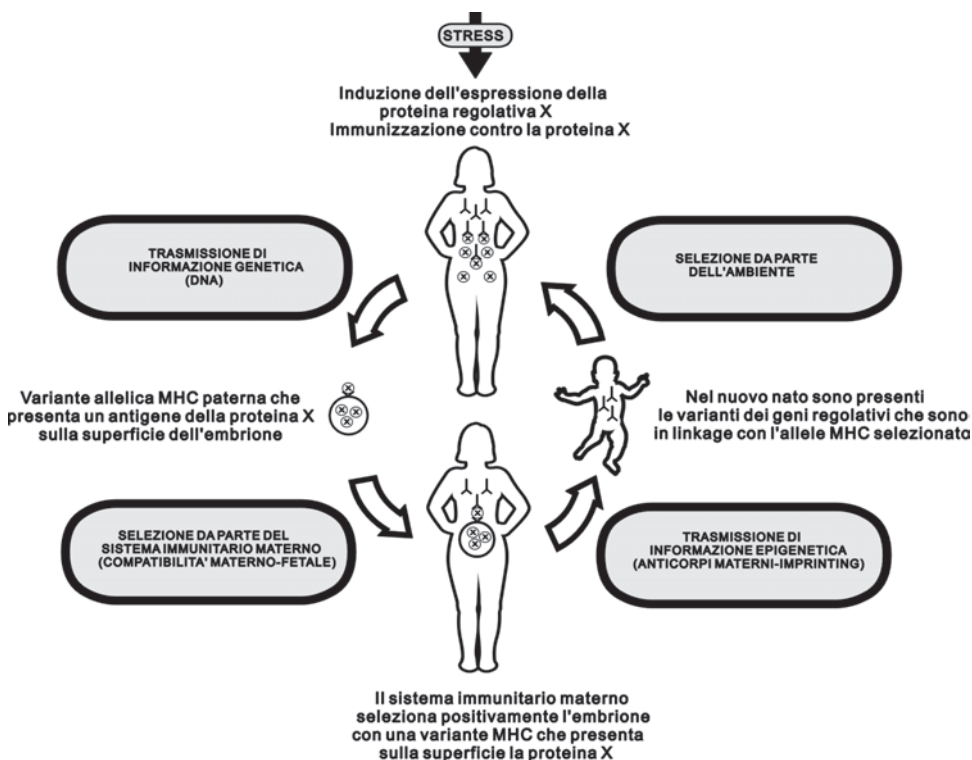 STRESS
Induzione dell'espressione della
proteina regolativa X
Immunizzazione contro la proteina X
TRASMISSIONE DI
INFORMAZIONE GENETICA
(DNA)
SELEZIONE DA PARTE
DELL'AMBIENTE
Variante allelica MHC paterna che
presenta un antigene della proteina X
sulla superficie dell'embrione
Nel nuovo nato sono presenti
le varianti dei geni regolativi che sono
in linkage con l'allele MHC selezionato
SELEZIONE DA PARTE DEL
SISTEMA IMMUNITARIO MATERNO
(COMPATIBILITA' MATERNO-FETALE)
TRASMISSIONE DI
INFORMAZIONE EPIGENETICA
(ANTICORPI MATERNI-IMPRINTING)
Il sistema immunitario materno
seleziona positivamente l'embrione
con una variante MHC che presenta
sulla superficie la proteina X